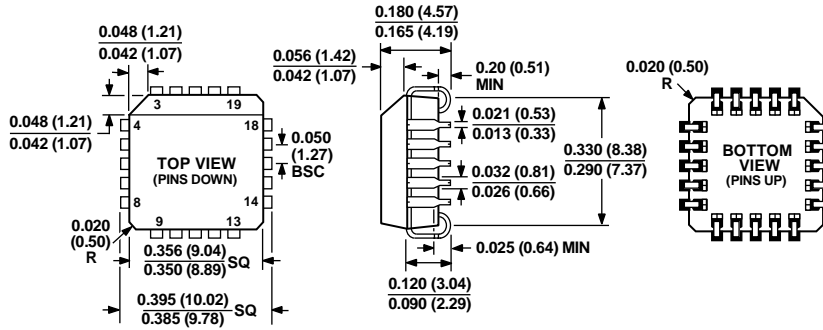 0.048 (1.21)
0.042 (1.07)
0.048 (1.21)
0.042 (1.07)
3
19
4
18
TOP VIEW
(PINS DOWN)
0.050
(1.27)
BSC
8
14
9
13
0.020
(0.50)
R
0.356 (9.04)
0.350 (8.89)
SQ
0.395 (10.02)
0.385 (9.78)
SQ
0.180 (4.57)
0.165 (4.19)
0.056 (1.42)
0.042 (1.07)
0.20 (0.51)
MIN
0.021 (0.53)
0.013 (0.33)
0.032 (0.81)
0.026 (0.66)
0.330 (8.38)
0.290 (7.37)
0.025 (0.64) MIN
0.120 (3.04)
0.090 (2.29)
0.020 (0.50)
R
BOTTOM
VIEW
(PINS UP)